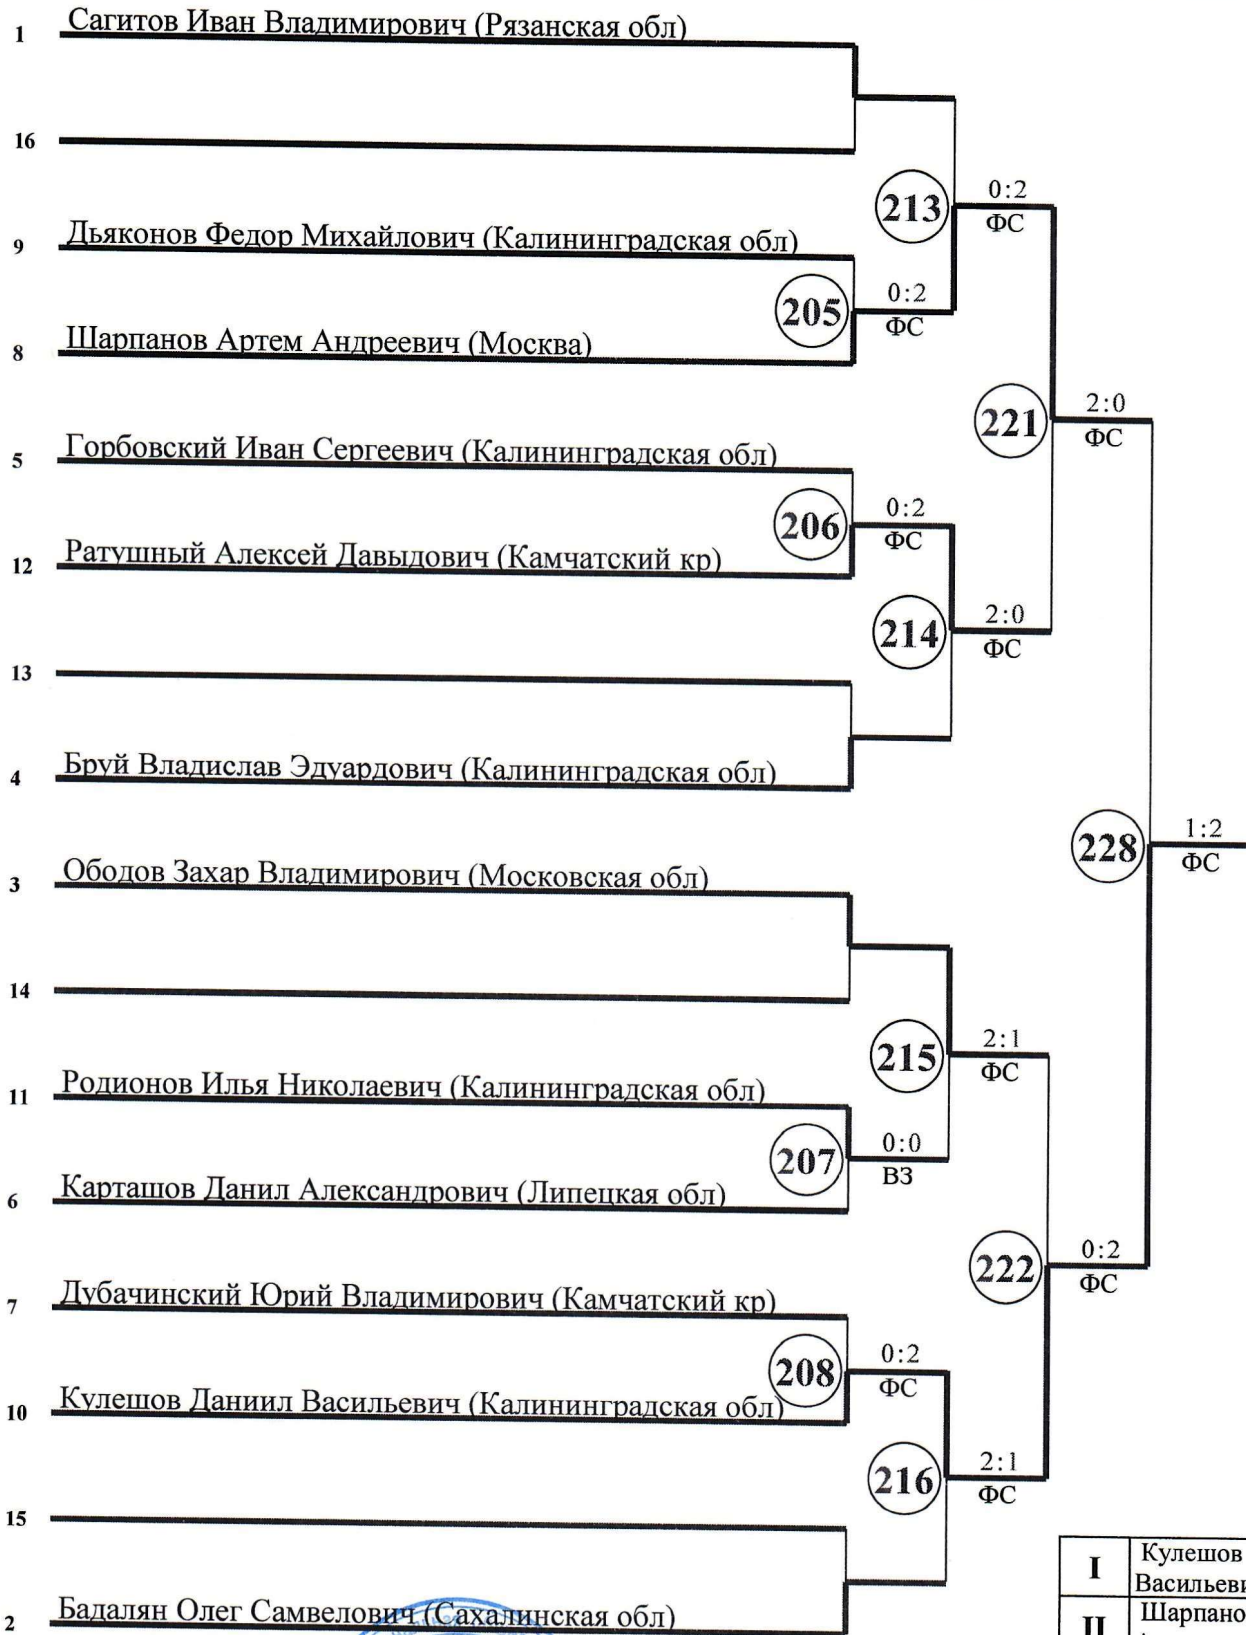 1 Сагитов Иван Владимирович (Рязанская обл)
16
213 0:2
ФС
9 Дьяконов Федор Михайлович (Калининградская обл)
205 0:2
ФС
8 Шарпанов Артем Андреевич (Москва)
221 2:0
ФС
5 Горбовский Иван Сергеевич (Калининградская обл)
206 0:2
ФС
12 Ратушный Алексей Давыдович (Камчатский кр)
214 2:0
ФС
13
4 Бруй Владислав Эдуардович (Калининградская обл)
228 1:2
ФС
3 Ободов Захар Владимирович (Московская обл)
14
215 2:1
ФС
11 Родионов Илья Николаевич (Калининградская обл)
207 0:0
ВЗ
6 Карташов Данил Александрович (Липецкая обл)
222 0:2
ФС
7 Дубачинский Юрий Владимирович (Камчатский кр)
208 0:2
ФС
10 Кулешов Даниил Васильевич (Калининградская обл)
216 2:1
ФС
15
I Кулешов
Васильеви
2 Бадалян Олег Самвелович (Сахалинская обл)
II Шарпано